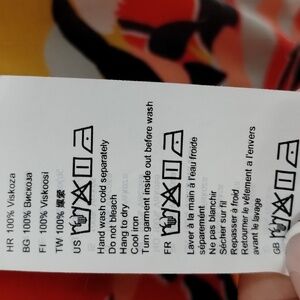 HR 100% Viskoza
BG 100% Вискоза
FI 100% Viskoosi
TW 100% 嫘縈
US
Hand wash cold separately
Do not bleach
Hang to dry
Cool iron
Turn garment inside out before wash
FR
Laver à la main à l'eau froide
séparément
Ne pas blanchir
Sécher sur fil
Repasser à froid
Retourner le vêtement à l'envers
avant le lavage
GB